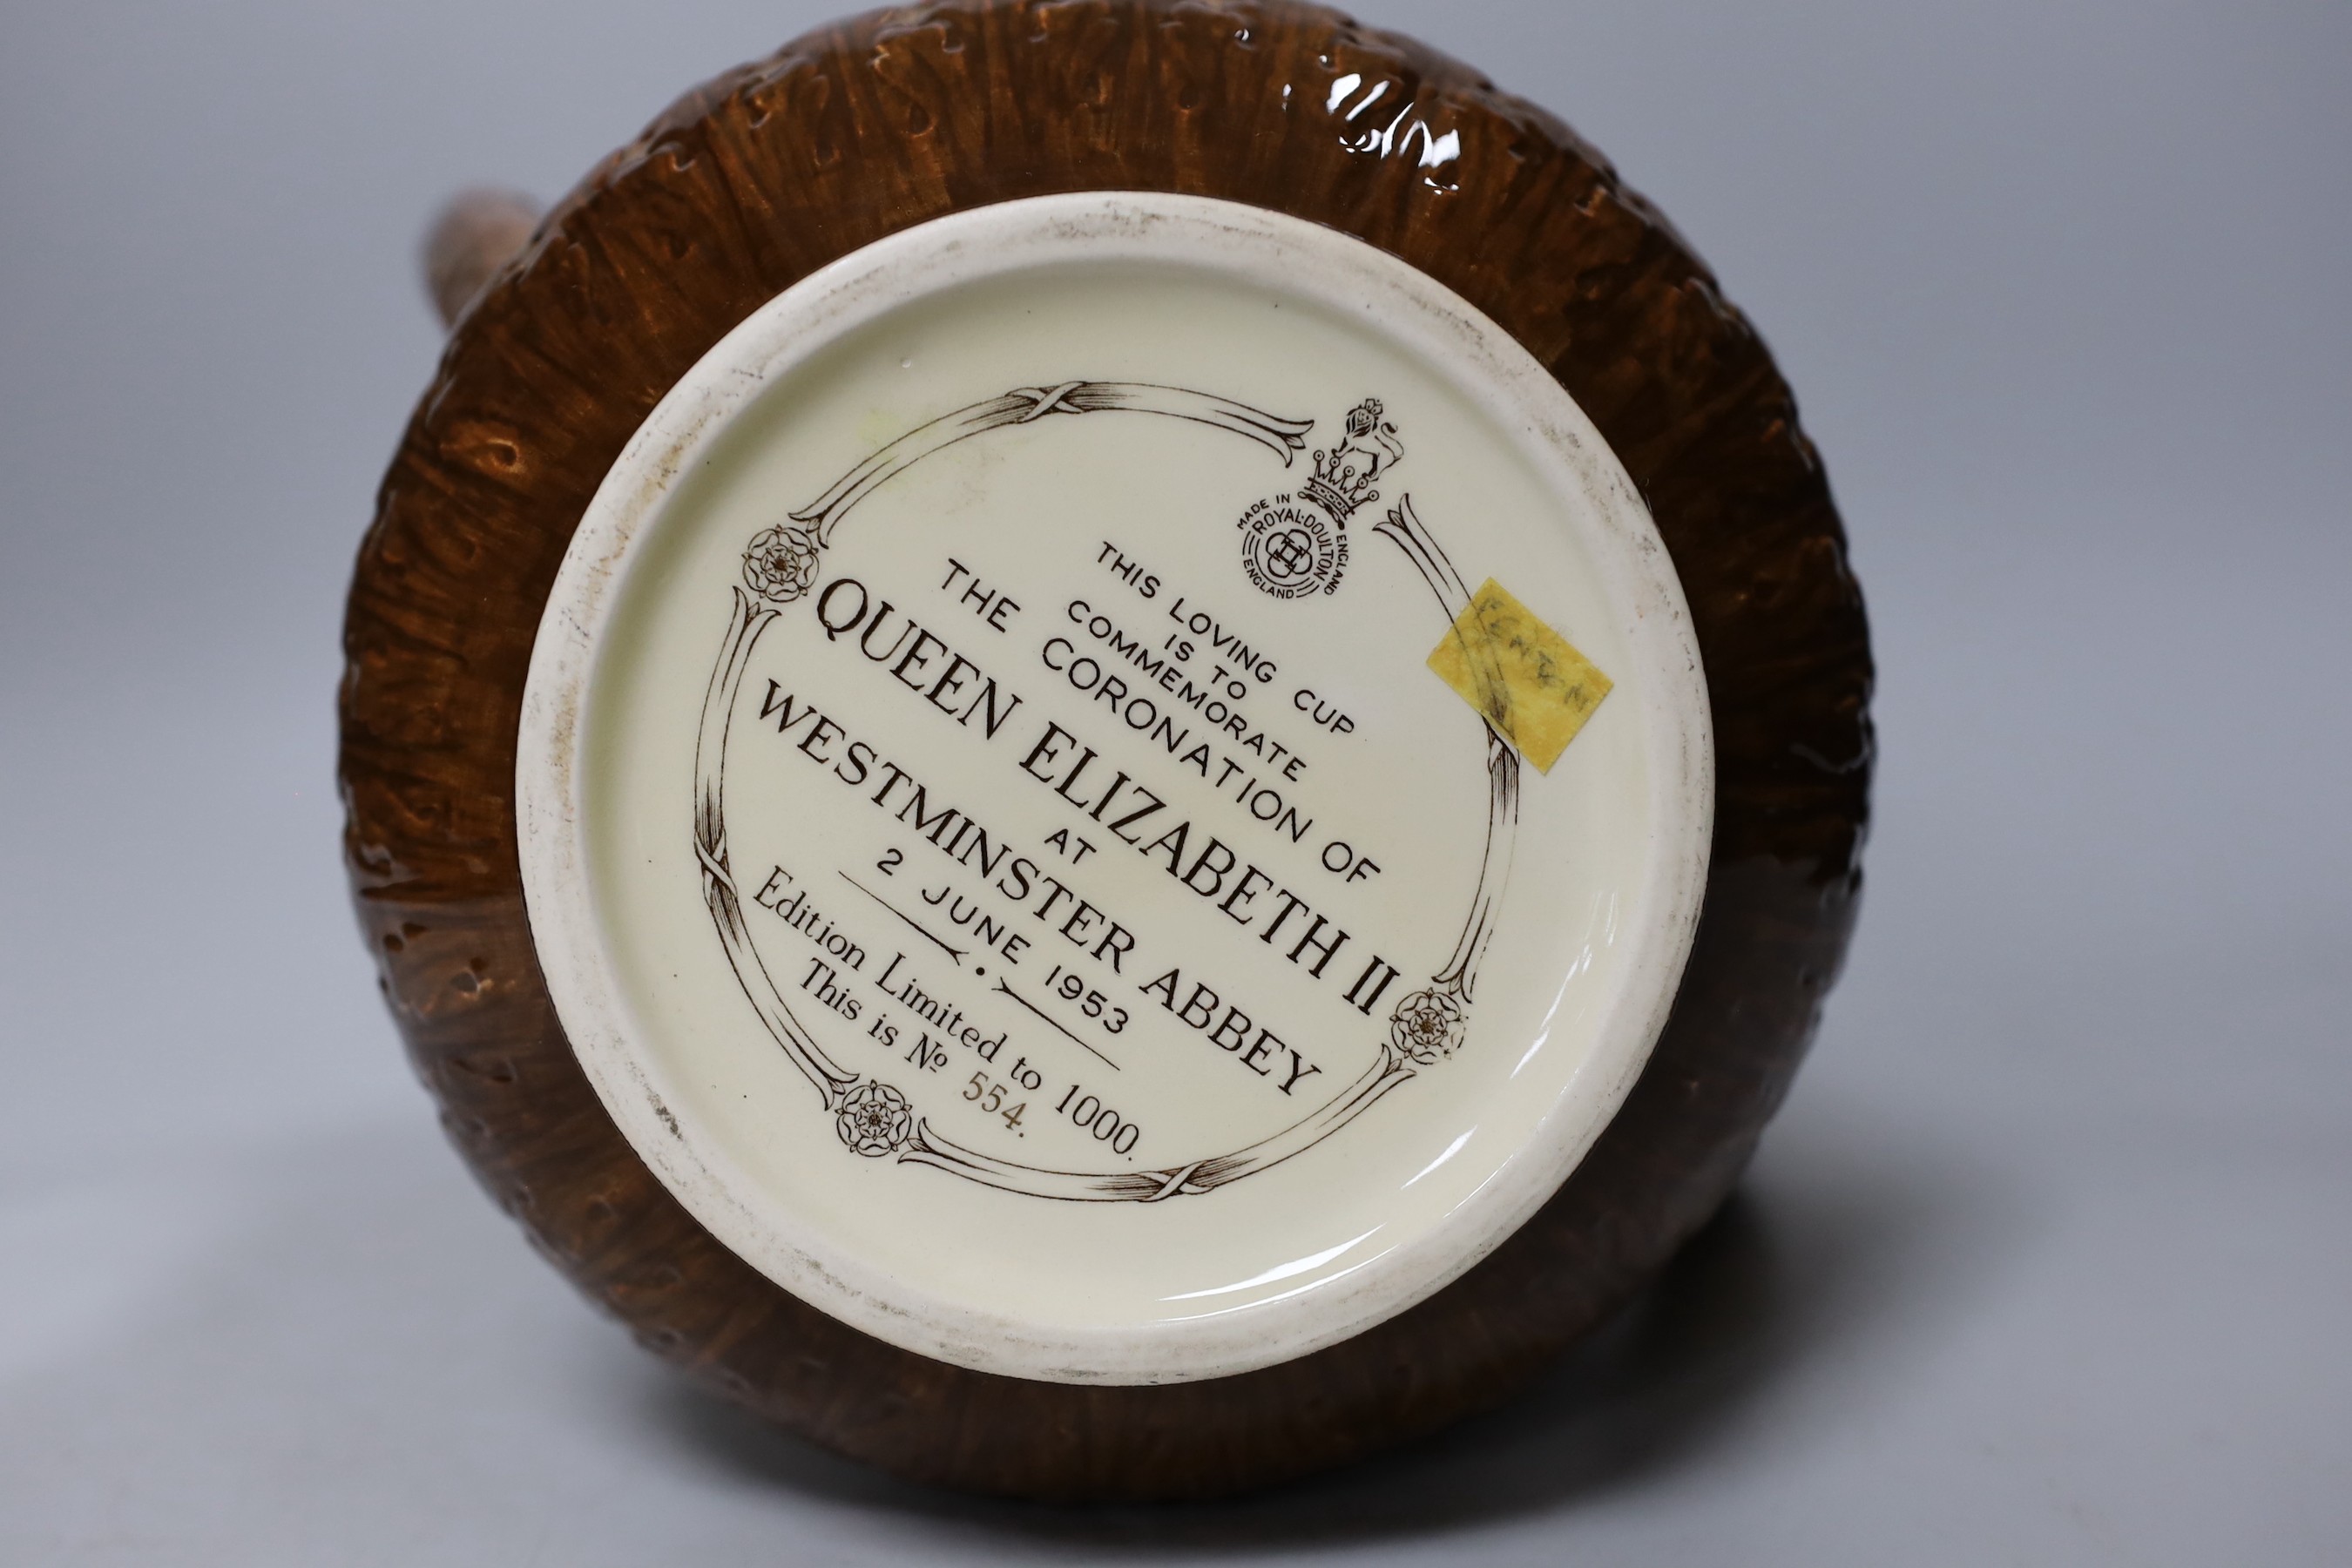 MADE IN ENGLAND
ROYAL·DOULTON
ENGLAND
THIS LOVING CUP
IS TO
COMMEMORATE
THE CORONATION OF
QUEEN ELIZABETH II
AT
WESTMINSTER ABBEY
2 JUNE 1953
Edition Limited to 1000.
This is No 554.